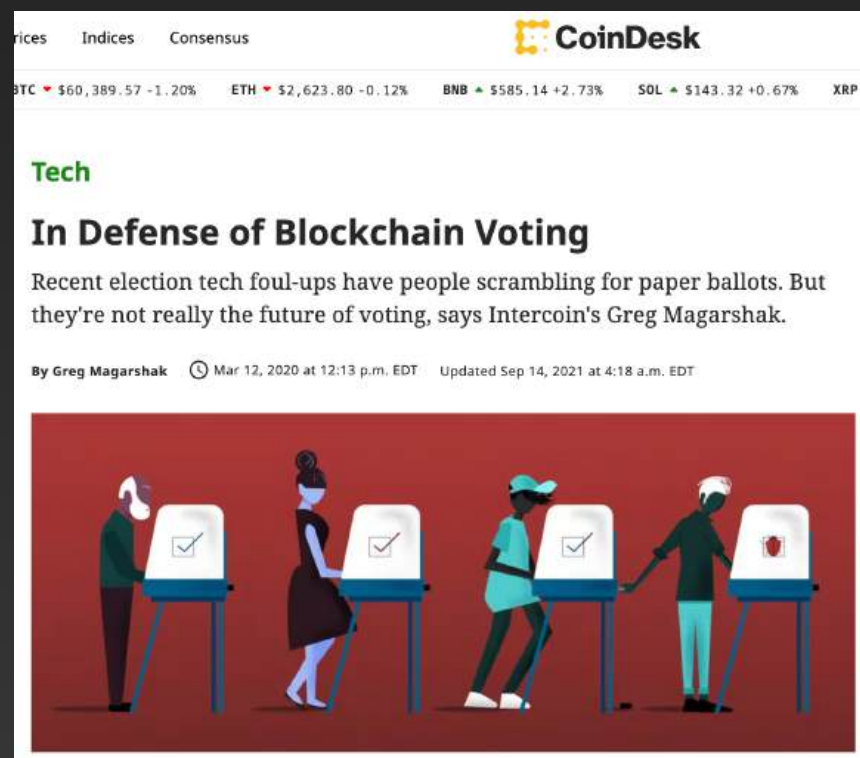 Indices Consensus
CoinDesk
$60,389.57 -1.20% ETH $2,623.80 -0.12% BNB $585.14 +2.73% SOL $143.32 +0.67% XRP
Tech
In Defense of Blockchain Voting
Recent election tech foul-ups have people scrambling for paper ballots. But
they're not really the future of voting, says Intercoin's Greg Magarshak.
By Greg Magarshak Mar 12, 2020 at 12:13 p.m. EDT Updated Sep 14, 2021 at 4:18 a.m. EDT